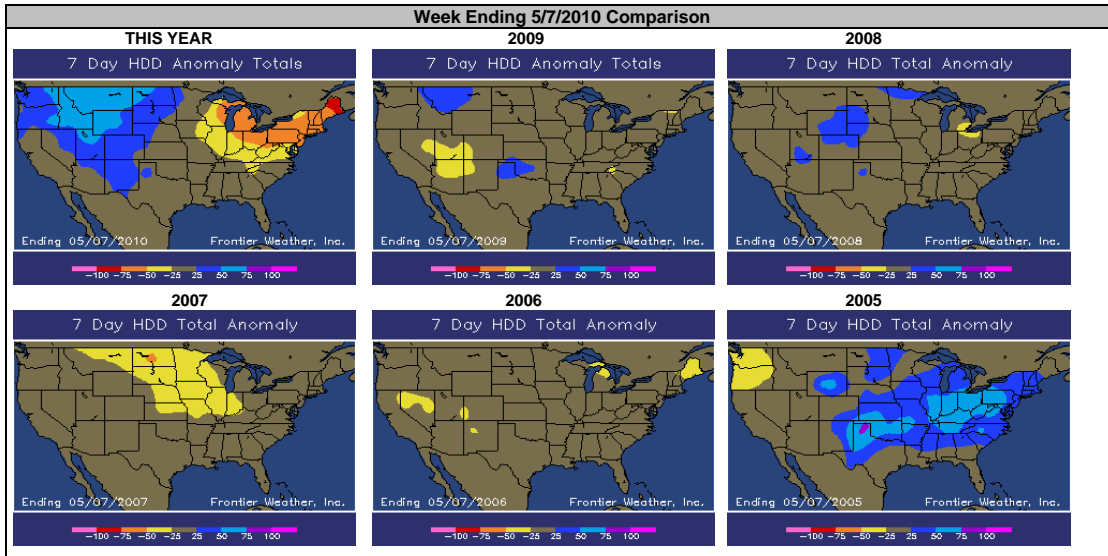 Week Ending 5/7/2010 Comparison
THIS YEAR 2009 2008
7 Day HDD Anomaly Totals 7 Day HDD Anomaly Totals 7 Day HDD Total Anomaly
Ending 05/07/2010 Frontier Weather, Inc. Ending 05/07/2009 Frontier Weather, Inc. Ending 05/07/2008 Frontier Weather, Inc.
-100 -75 -50 -25 25 50 75 100 -100 -75 -50 -25 25 50 75 100 -100 -75 -50 -25 25 50 75 100
2007 2006 2005
7 Day HDD Total Anomaly 7 Day HDD Total Anomaly 7 Day HDD Total Anomaly
Ending 05/07/2007 Frontier Weather, Inc. Ending 05/07/2006 Frontier Weather, Inc. Ending 05/07/2005 Frontier Weather, Inc.
-100 -75 -50 -25 25 50 75 100 -100 -75 -50 -25 25 50 75 100 -100 -75 -50 -25 25 50 75 100